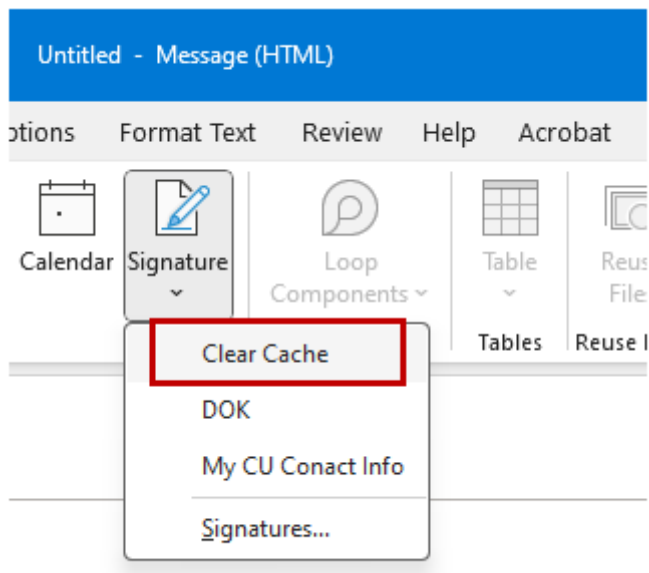 Untitled - Message (HTML)
ptions Format Text Review Help Acrobat
Calendar Signature Loop Components Table Reus File
Tables Reuse
Clear Cache
DOK
My CU Conact Info
Signatures...